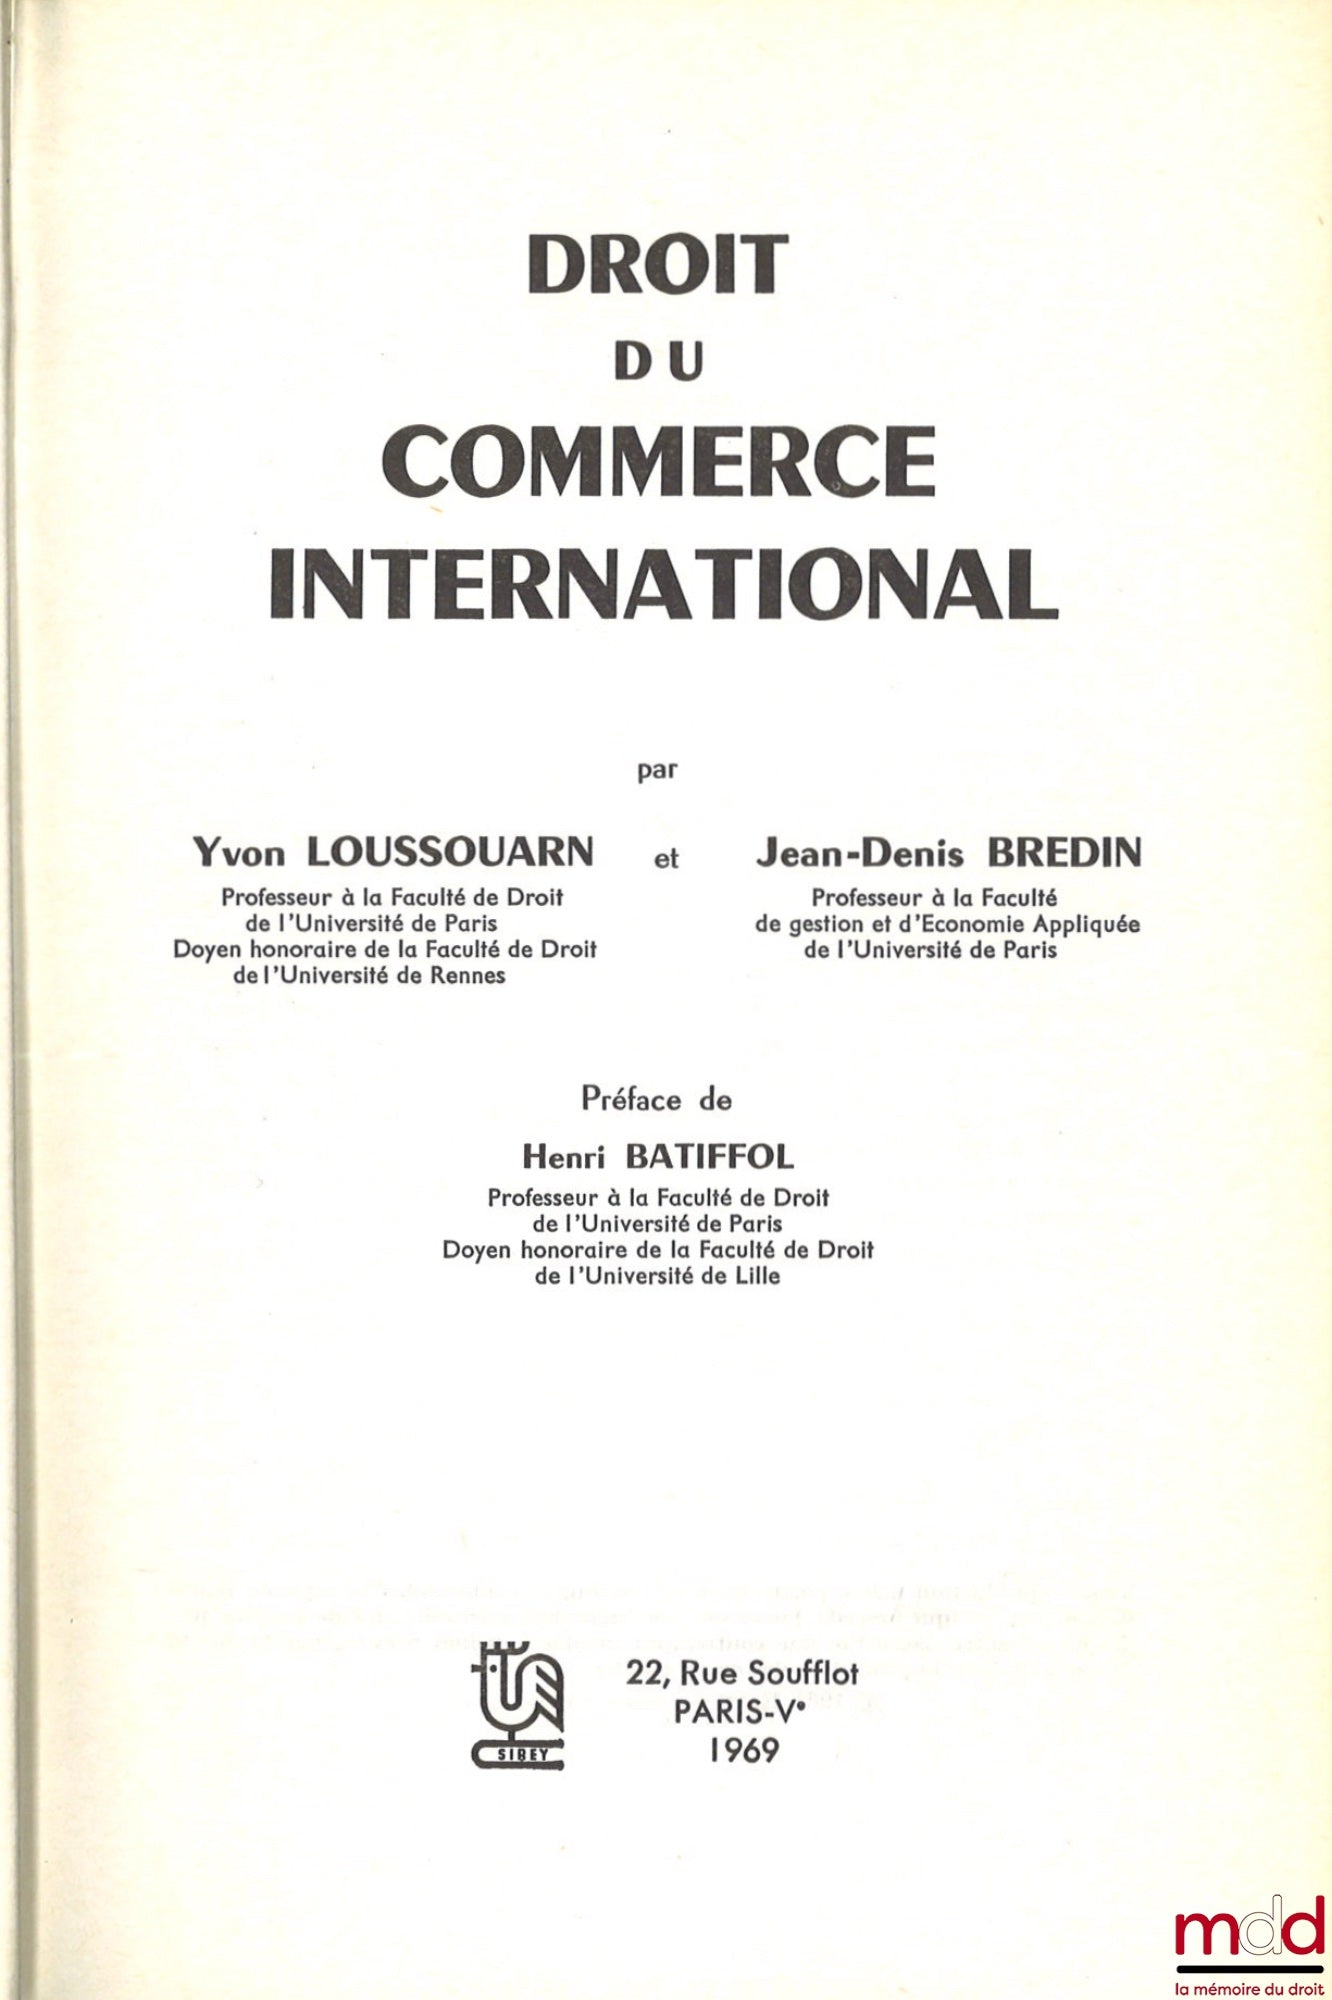 DROIT
DU
COMMERCE
INTERNATIONAL
par
Yvon LOUSSOUARN et Jean-Denis BREDIN
Professeur à la Faculté de Droit
de l'Université de Paris
Doyen honoraire de la Faculté de Droit
de l'Université de Rennes
Professeur à la Faculté
de gestion et d'Economie Appliquée
de l'Université de Paris
Préface de
Henri BATIFFOL
Professeur à la Faculté de Droit
de l'Université de Paris
Doyen honoraire de la Faculté de Droit
de l'Université de Lille
SIREY
22, Rue Soufflot
PARIS-Vᵉ
1969
mdd
la mémoire du droit